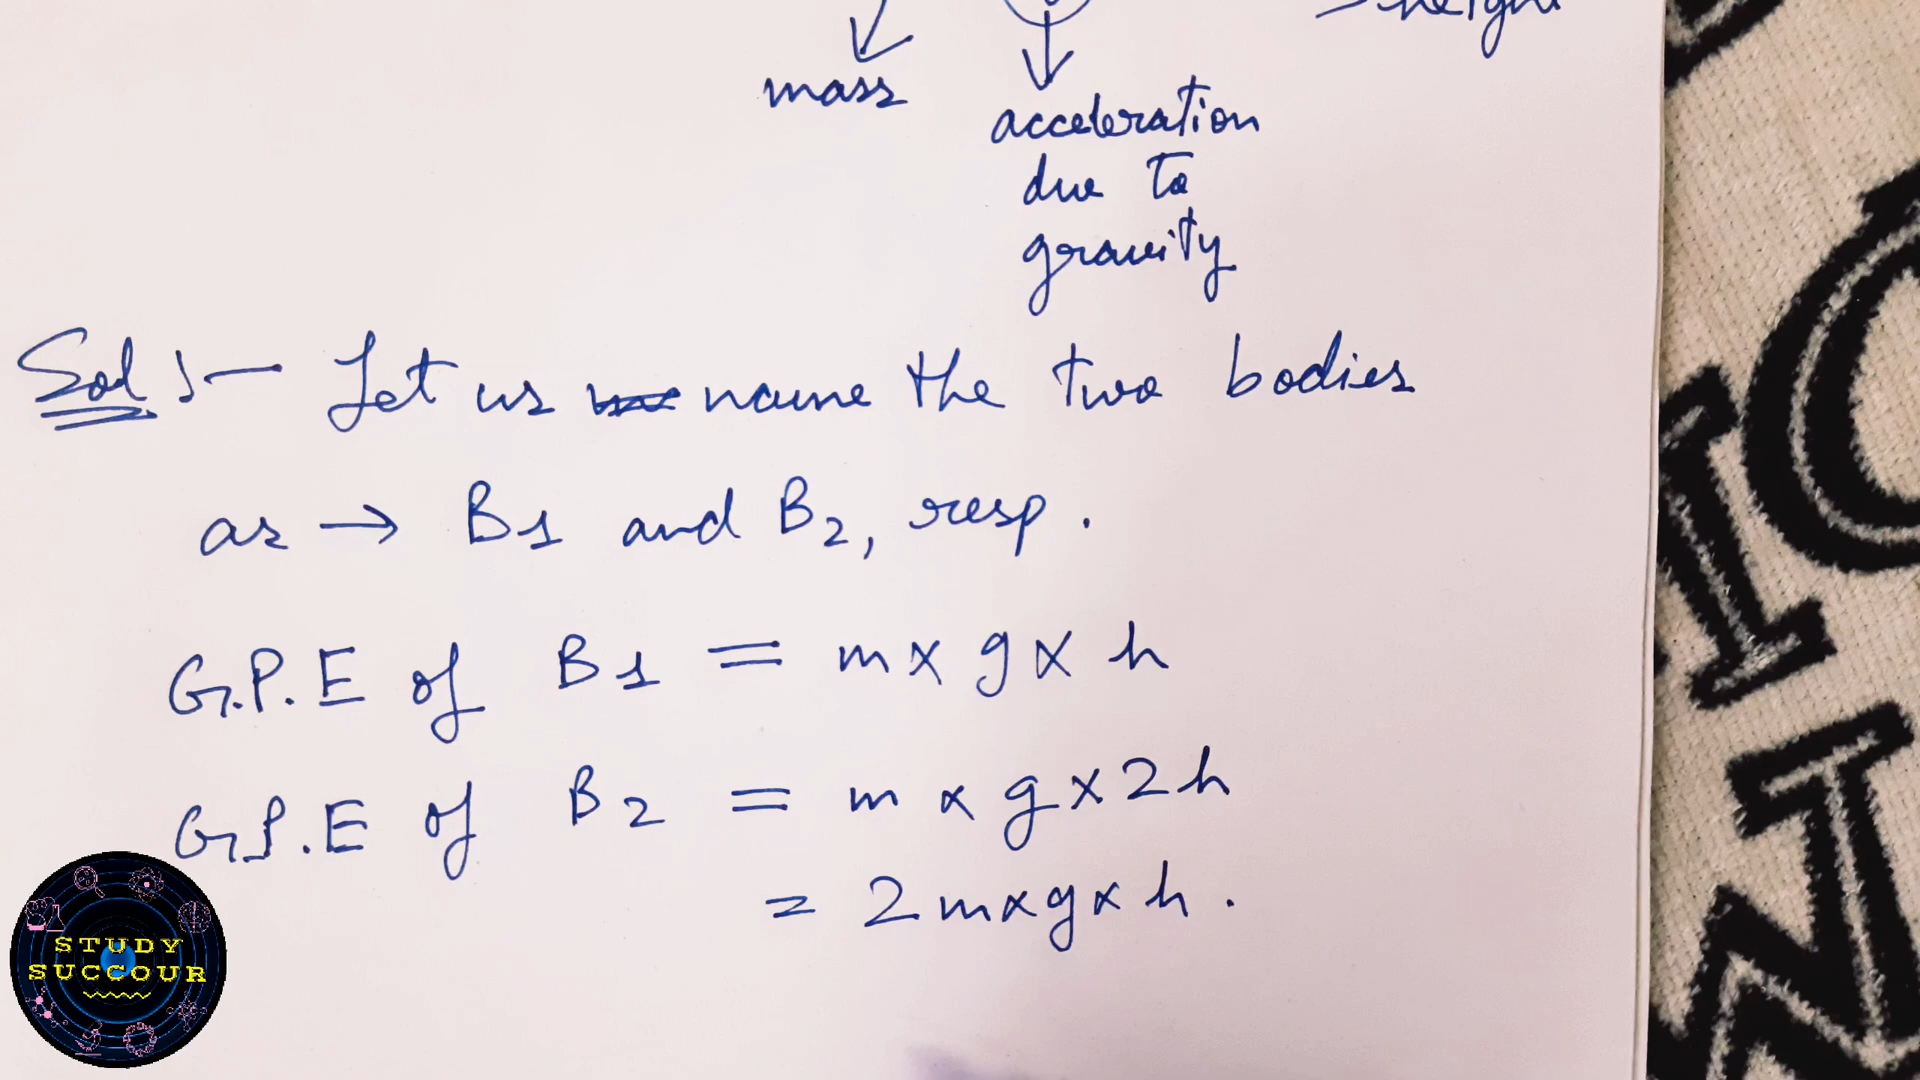 height
mass
acceleration
due to
gravity
Sol :- Let us name the two bodies
as → B1 and B2, resp.
G.P.E of B1 = m x g x h
G.P.E of B2 = m x g x 2h
= 2m x g x h.
STUDY
SUCCOUR